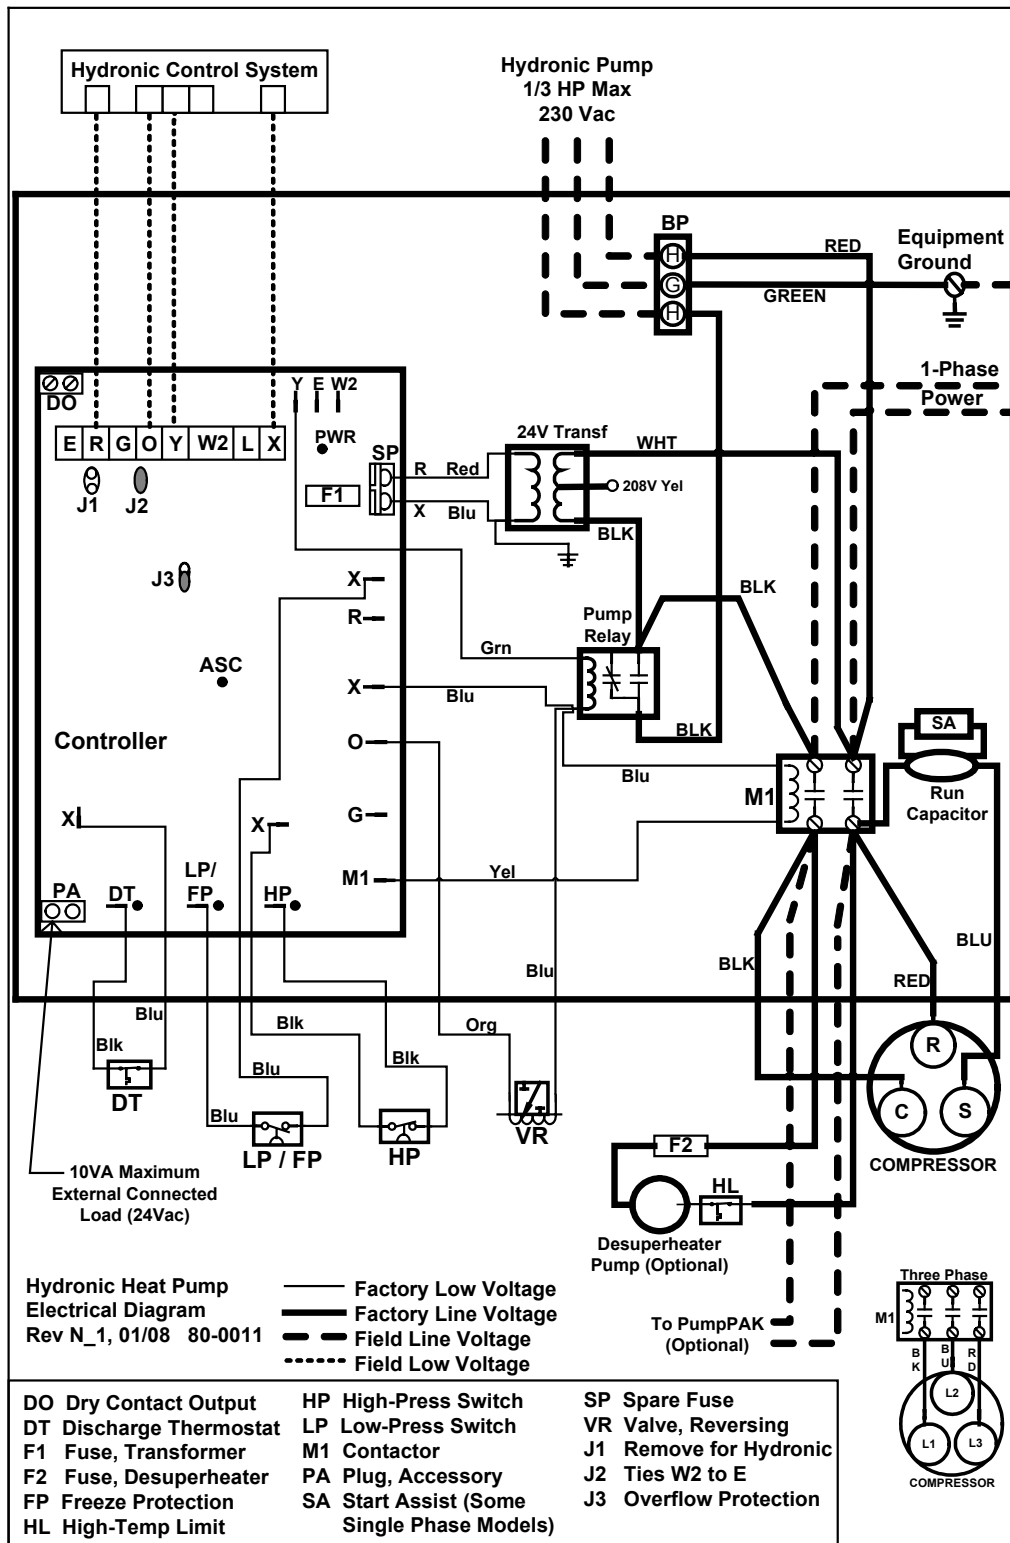 Hydronic Control System
Hydronic Pump
1/3 HP Max
230 Vac
BP
H
G
H
RED
GREEN
Equipment
Ground
1-Phase
Power
DO
E R G O Y W2 L X
Y E W2
PWR
SP
F1
J1
J2
J3
R Red
X Blu
24V Transf
WHT
208V Yel
BLK
BLK
X
R
Pump
Relay
Grn
ASC
X
Blu
BLK
SA
Controller
O
Blu
M1
Run
Capacitor
X
X
G
M1
Yel
LP/
FP
PA
DT
HP
BLK
BLU
RED
Blu
Blu
Blk
Org
Blk
Blk
Blu
Blu
DT
LP / FP
HP
VR
R
C
S
COMPRESSOR
F2
HL
10VA Maximum
External Connected
Load (24Vac)
Desuperheater
Pump (Optional)
Hydronic Heat Pump
Electrical Diagram
Rev N_1, 01/08 80-0011
Factory Low Voltage
Factory Line Voltage
Field Line Voltage
Field Low Voltage
To PumpPAK
(Optional)
Three Phase
M1
B
K
B
U
R
D
L2
L1
L3
COMPRESSOR
DO Dry Contact Output
DT Discharge Thermostat
F1 Fuse, Transformer
F2 Fuse, Desuperheater
FP Freeze Protection
HL High-Temp Limit
HP High-Press Switch
LP Low-Press Switch
M1 Contactor
PA Plug, Accessory
SA Start Assist (Some
Single Phase Models)
SP Spare Fuse
VR Valve, Reversing
J1 Remove for Hydronic
J2 Ties W2 to E
J3 Overflow Protection